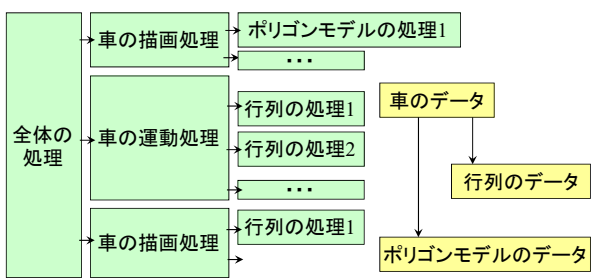 車の描画処理
ポリゴンモデルの処理1
・・・
全体の
処理
車の運動処理
行列の処理1
行列の処理2
・・・
車の描画処理
行列の処理1
車のデータ
行列のデータ
ポリゴンモデルのデータ